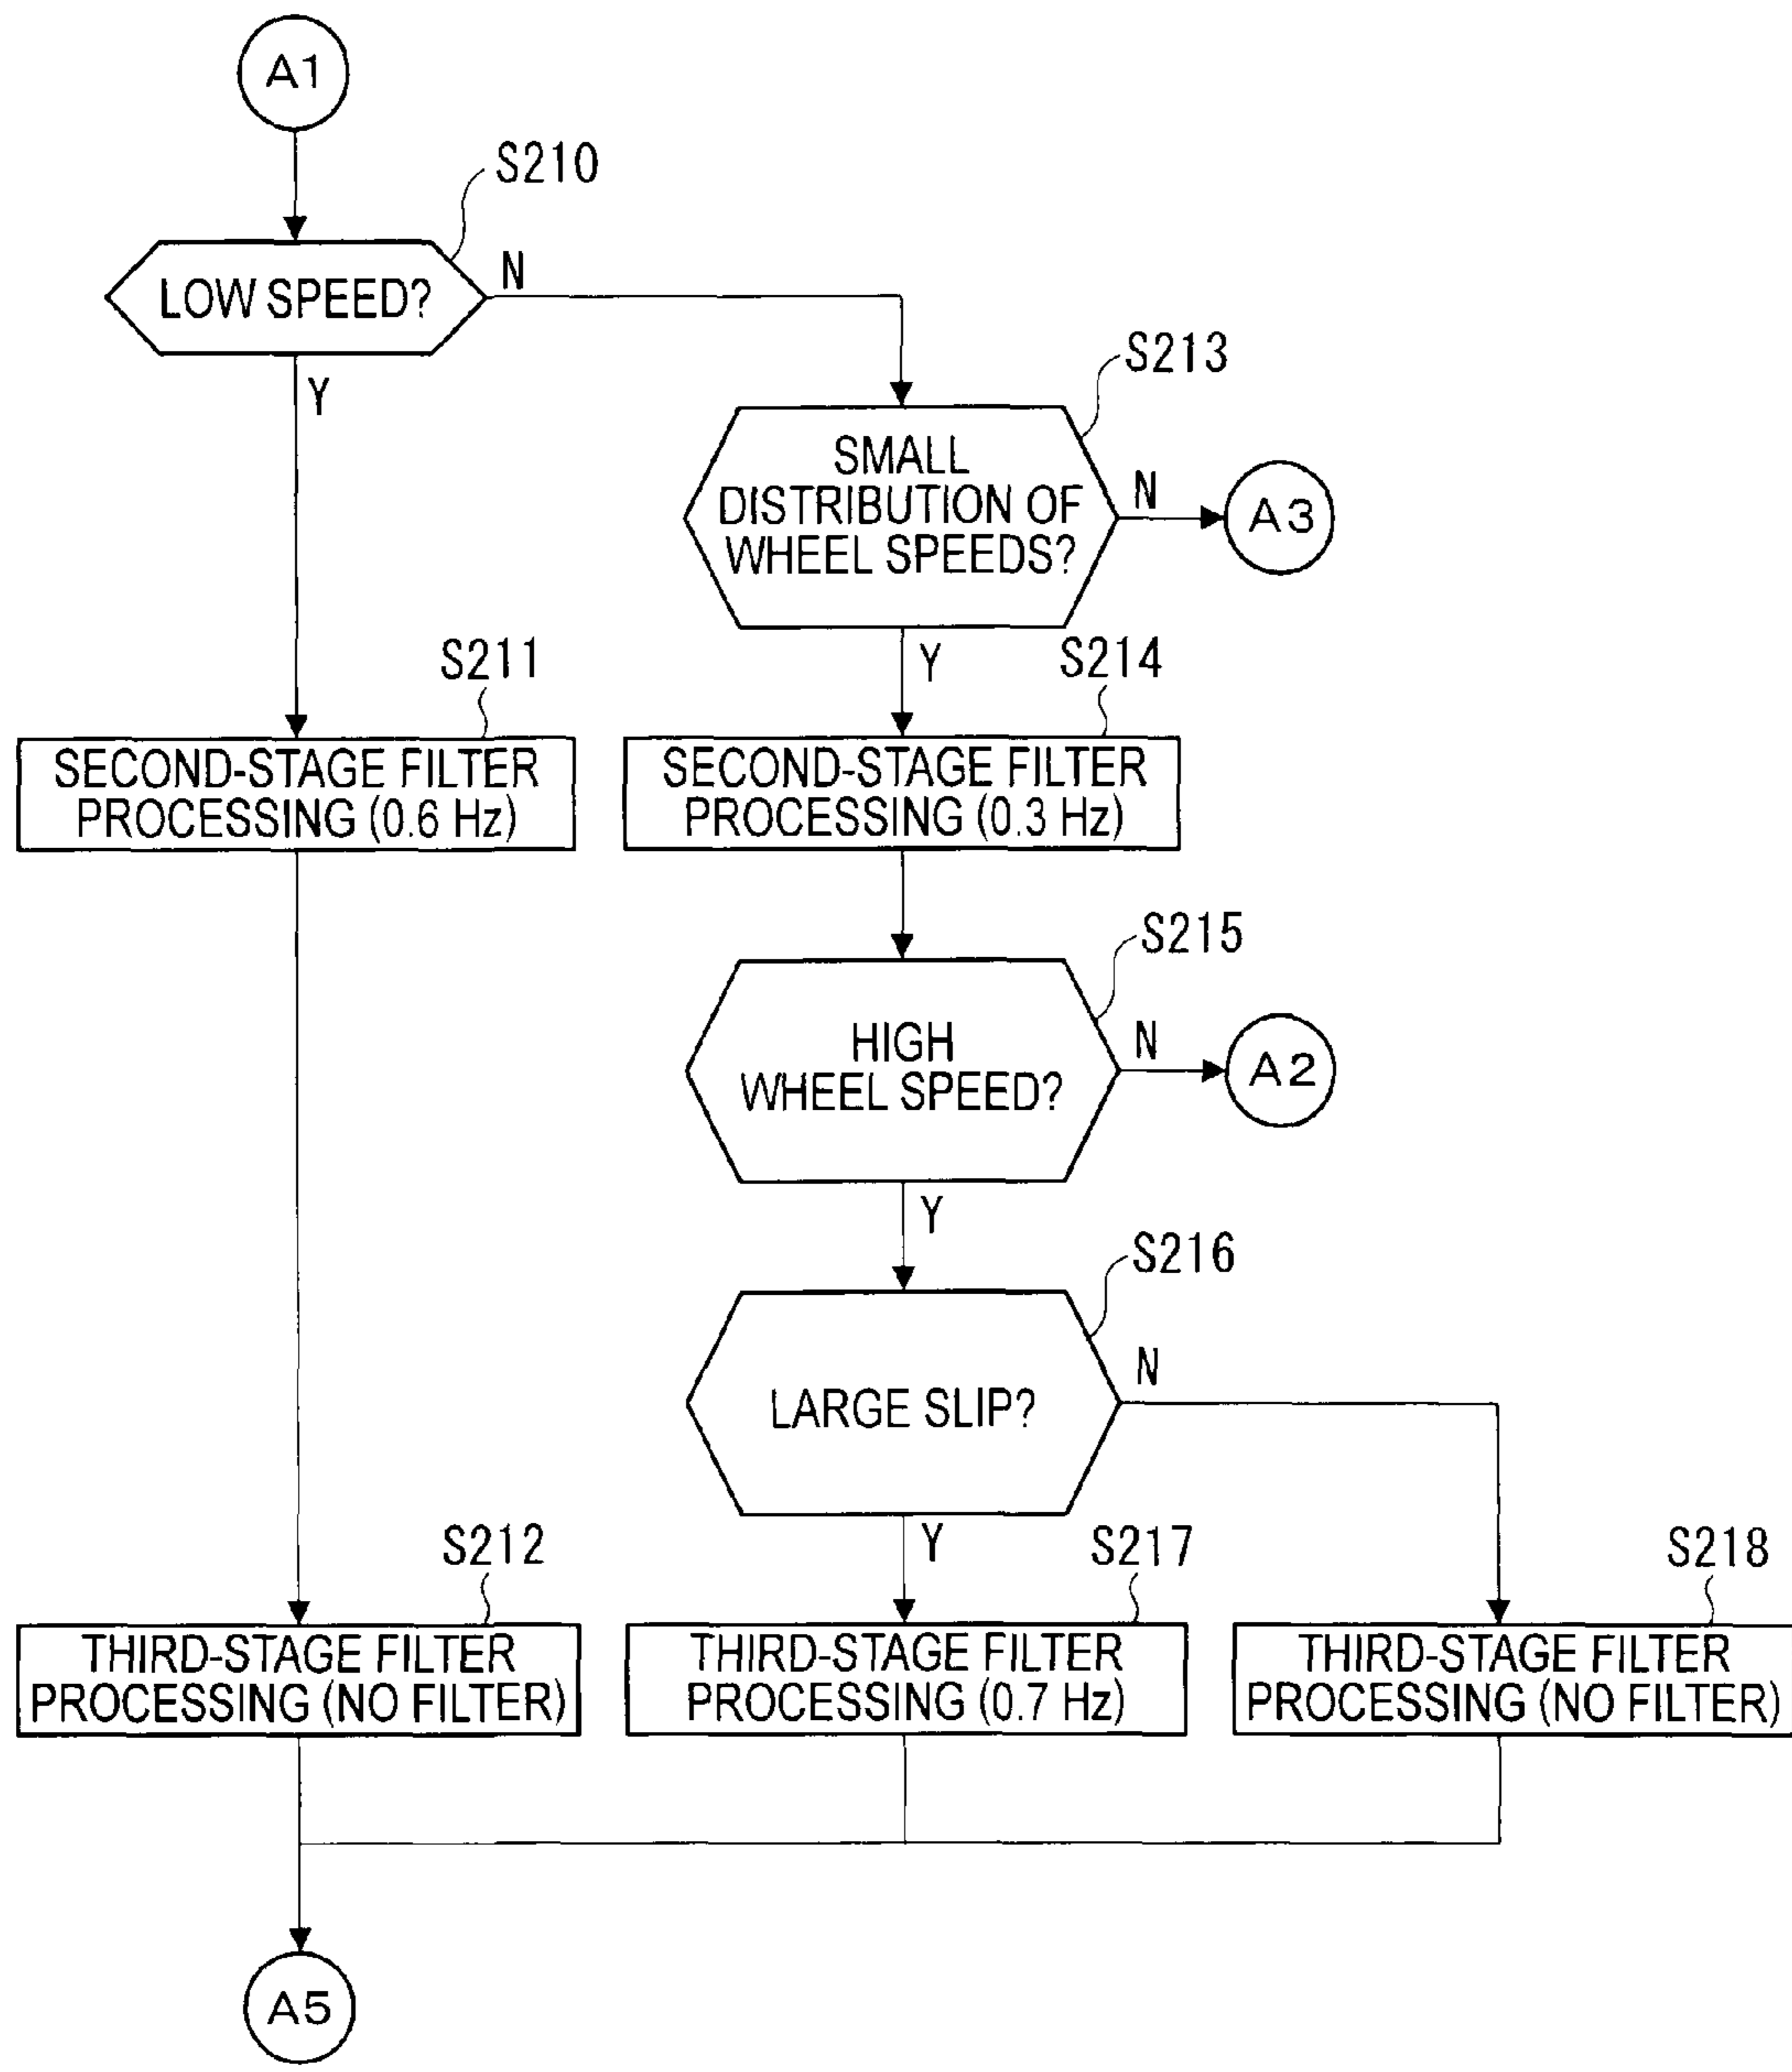 A1
S210
LOW SPEED?
N
Y
S213
SMALL
DISTRIBUTION OF
WHEEL SPEEDS?
N
A3
Y
S211
SECOND-STAGE FILTER
PROCESSING (0.6 Hz)
S214
SECOND-STAGE FILTER
PROCESSING (0.3 Hz)
S215
HIGH
WHEEL SPEED?
N
A2
Y
S216
LARGE SLIP?
N
Y
S212
THIRD-STAGE FILTER
PROCESSING (NO FILTER)
S217
THIRD-STAGE FILTER
PROCESSING (0.7 Hz)
S218
THIRD-STAGE FILTER
PROCESSING (NO FILTER)
A5